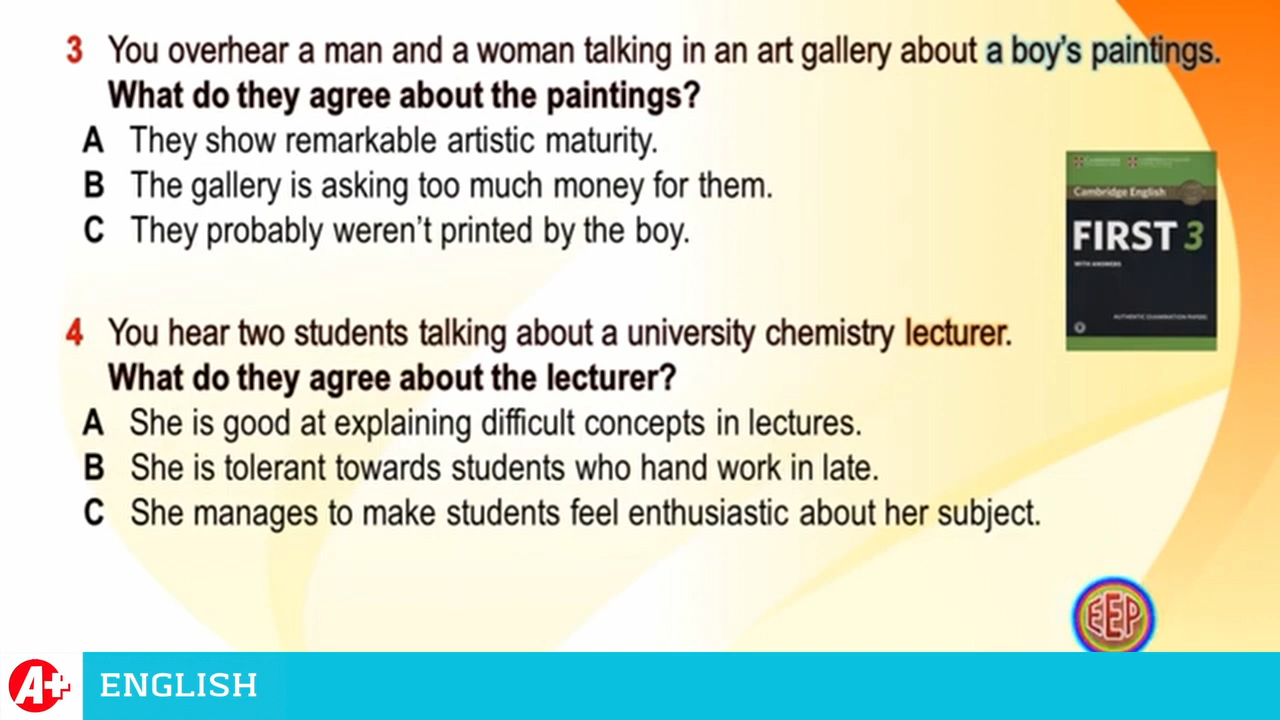 3 You overhear a man and a woman talking in an art gallery about a boy's paintings.
What do they agree about the paintings?
A They show remarkable artistic maturity.
B The gallery is asking too much money for them.
C They probably weren't printed by the boy.
Cambridge English
FIRST 3
WITH ANSWERS
AUTHENTIC EXAMINATION PAPERS
4 You hear two students talking about a university chemistry lecturer.
What do they agree about the lecturer?
A She is good at explaining difficult concepts in lectures.
B She is tolerant towards students who hand work in late.
C She manages to make students feel enthusiastic about her subject.
EEP
A+ ENGLISH